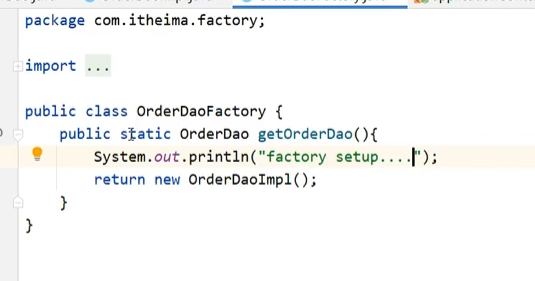 package com.itheima.factory;
import ...
public class OrderDaoFactory {
public static OrderDao getOrderDao(){
System.out.println("factory setup....");
return new OrderDaoImpl();
}
}